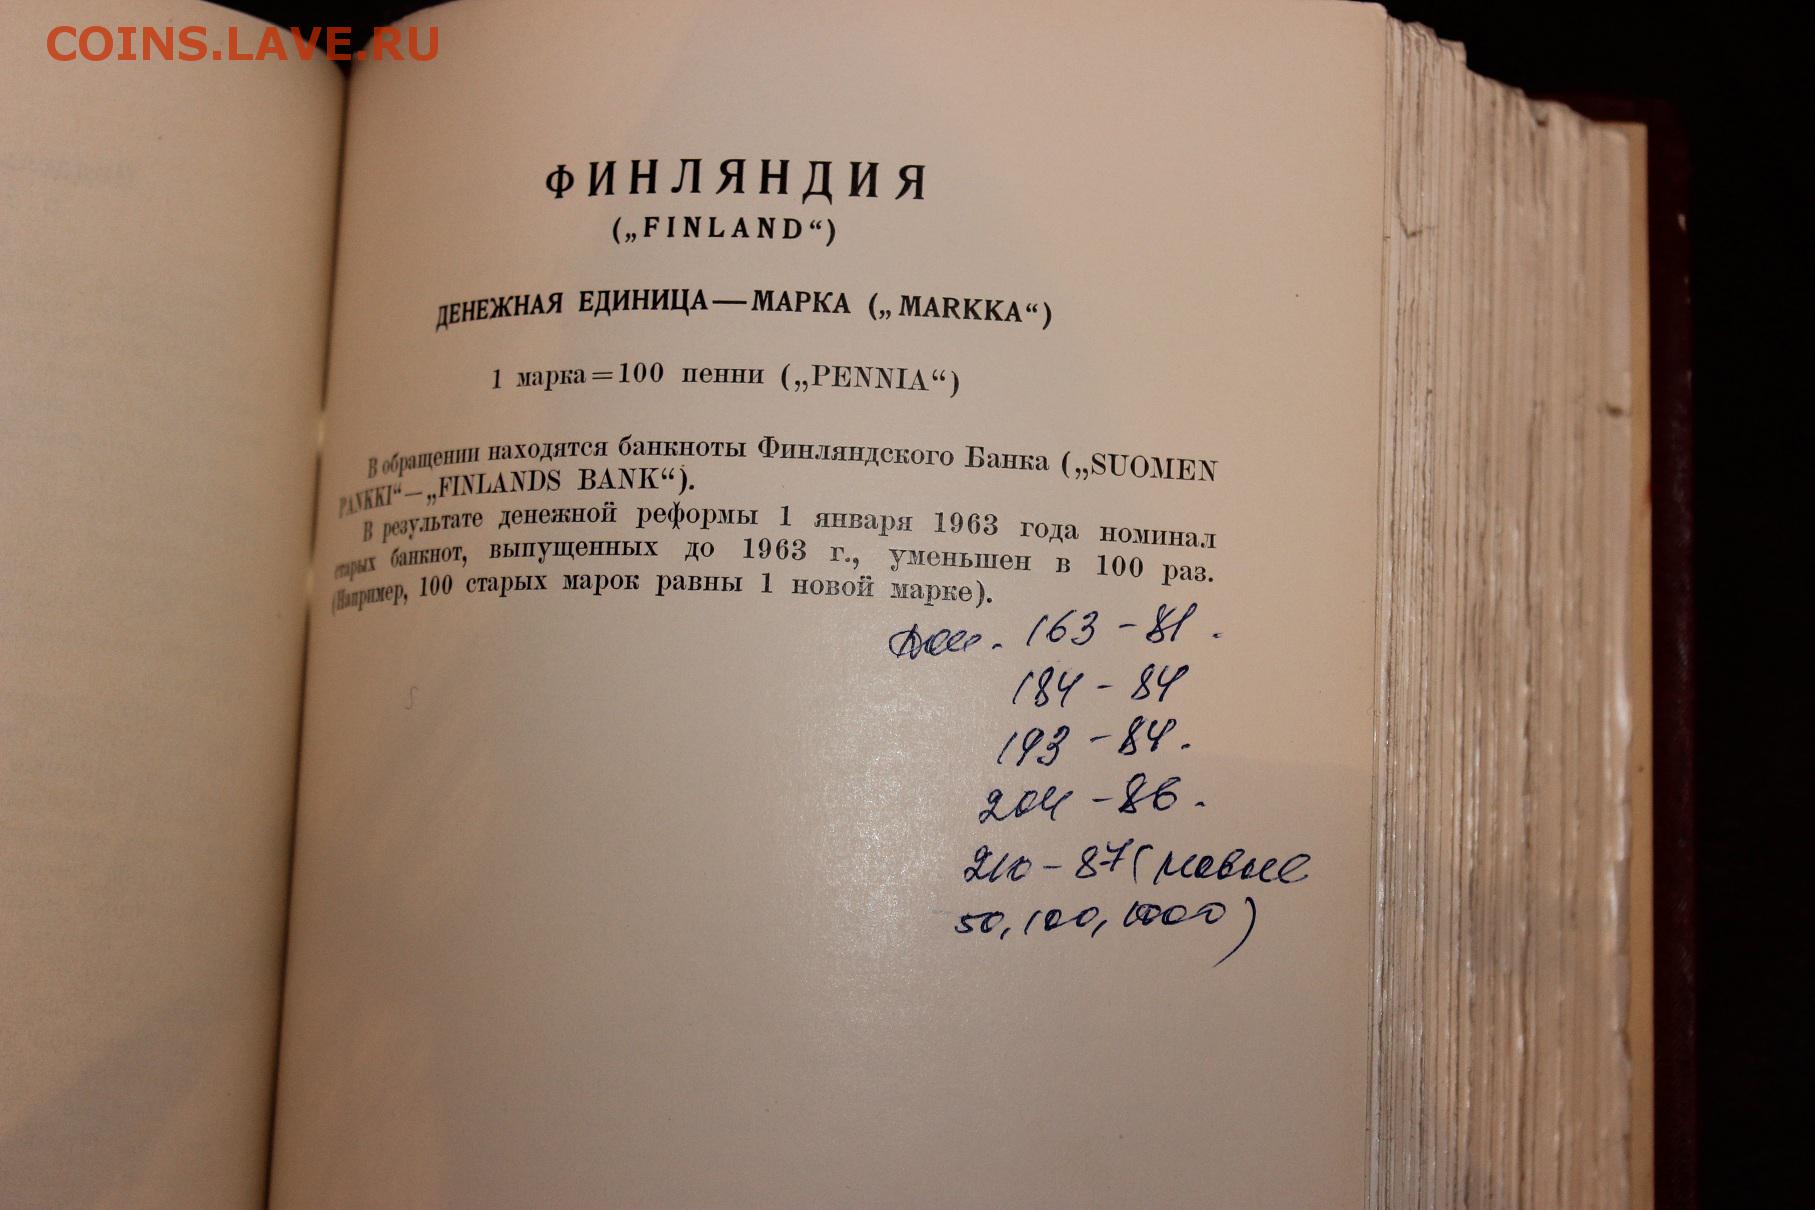 COINS.LAVE.RU
ФИНЛЯНДИЯ
(„FINLAND“)
ДЕНЕЖНАЯ ЕДИНИЦА — МАРКА („MARKKA“)
1 марка = 100 пенни („PENNIA“)
В обращении находятся банкноты Финляндского Банка („SUOMEN
PANKKI“ — „FINLANDS BANK“).
В результате денежной реформы 1 января 1963 года номинал
старых банкнот, выпущенных до 1963 г., уменьшен в 100 раз.
(Например, 100 старых марок равны 1 новой марке).
Доп. 163 - 81.
184 - 84
193 - 84.
204 - 86.
210 - 87 (новые
50, 100, 1000)